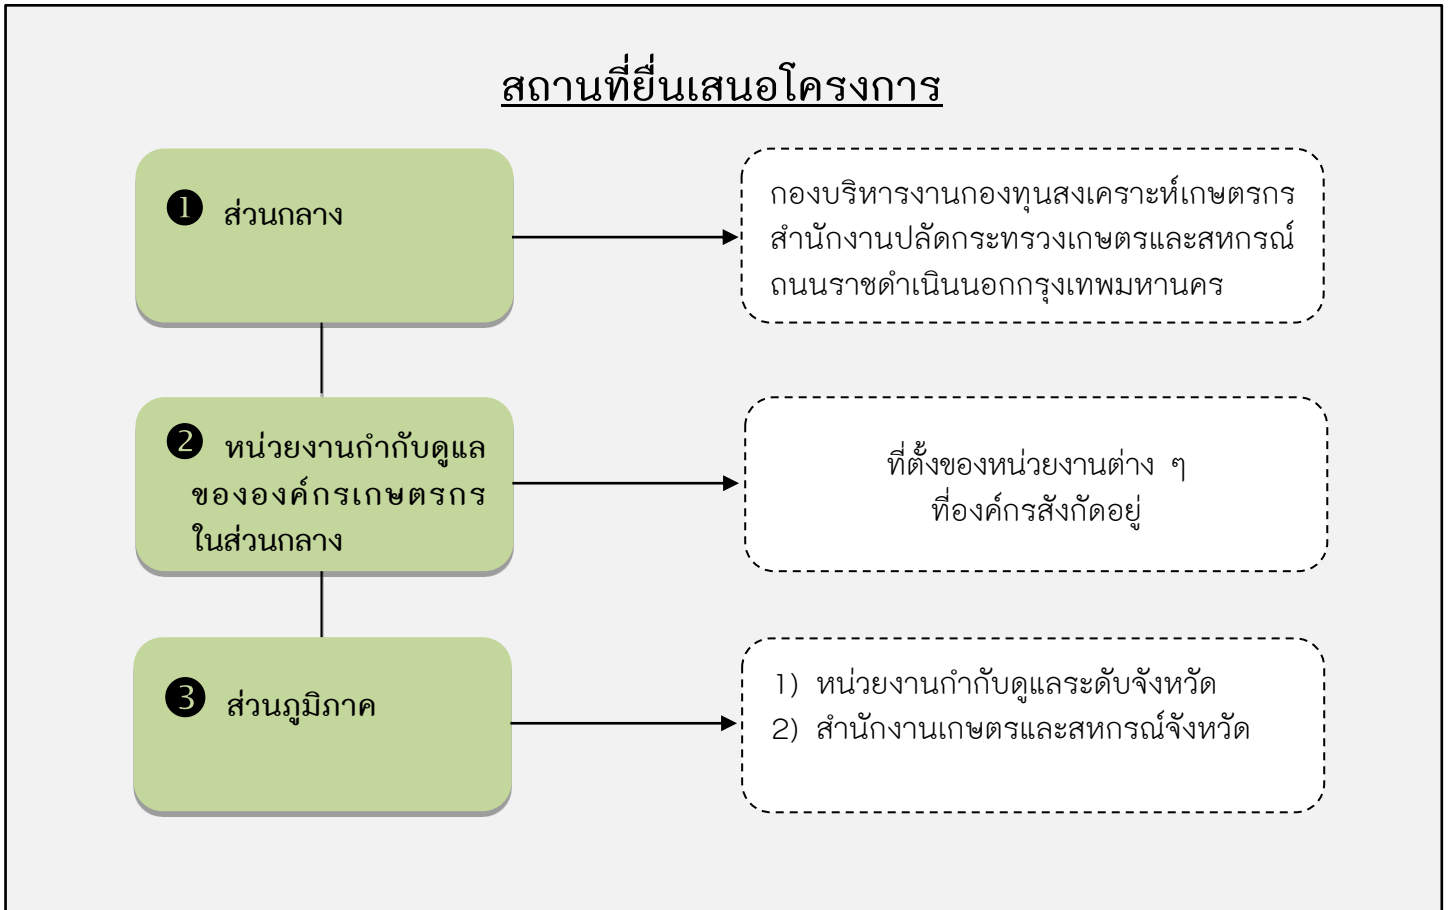 สถานที่ยื่นเสนอโครงการ
❶ ส่วนกลาง
กองบริหารงานกองทุนสงเคราะห์เกษตรกร
สำนักงานปลัดกระทรวงเกษตรและสหกรณ์
ถนนราชดำเนินนอกกรุงเทพมหานคร
❷ หน่วยงานกำกับดูแล
ขององค์กรเกษตรกร
ในส่วนกลาง
ที่ตั้งของหน่วยงานต่าง ๆ
ที่องค์กรสังกัดอยู่
❸ ส่วนภูมิภาค
1) หน่วยงานกำกับดูแลระดับจังหวัด
2) สำนักงานเกษตรและสหกรณ์จังหวัด